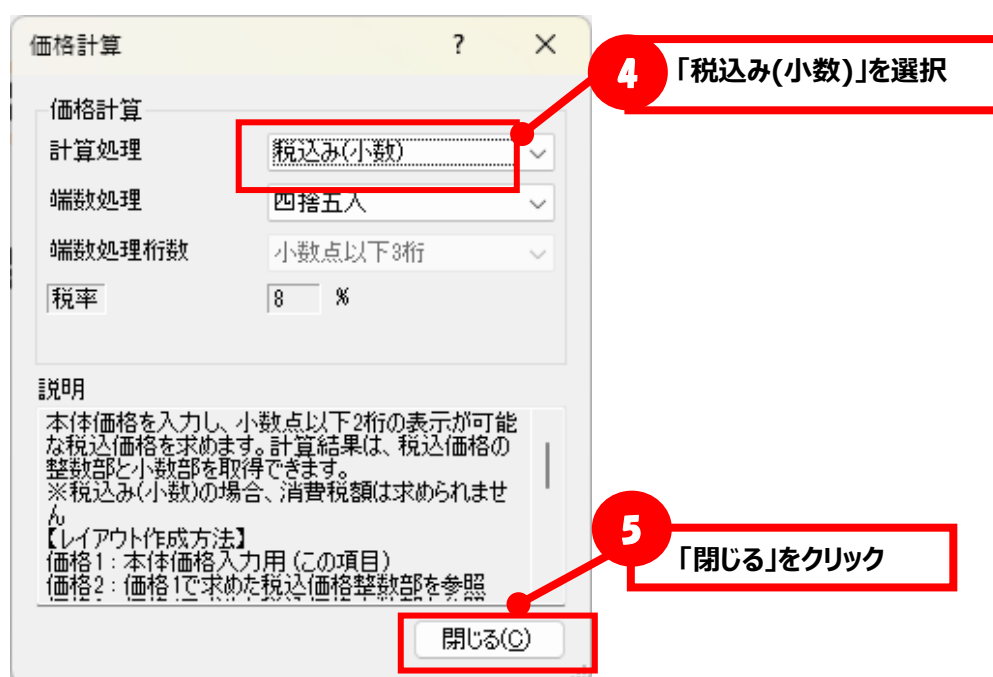 価格計算
?
×
4
「税込み(小数)」を選択
価格計算
計算処理
税込み(小数)
端数処理
四捨五入
端数処理桁数
小数点以下3桁
税率
8 %
説明
本体価格を入力し、小数点以下2桁の表示が可能
な税込価格を求めます。計算結果は、税込価格の
整数部と小数部を取得できます。
※税込み(小数)の場合、消費税額は求められませ
ん
【レイアウト作成方法】
価格1：本体価格入力用 (この項目)
価格2：価格1で求めた税込価格整数部を参照
5
「閉じる」をクリック
閉じる(C)